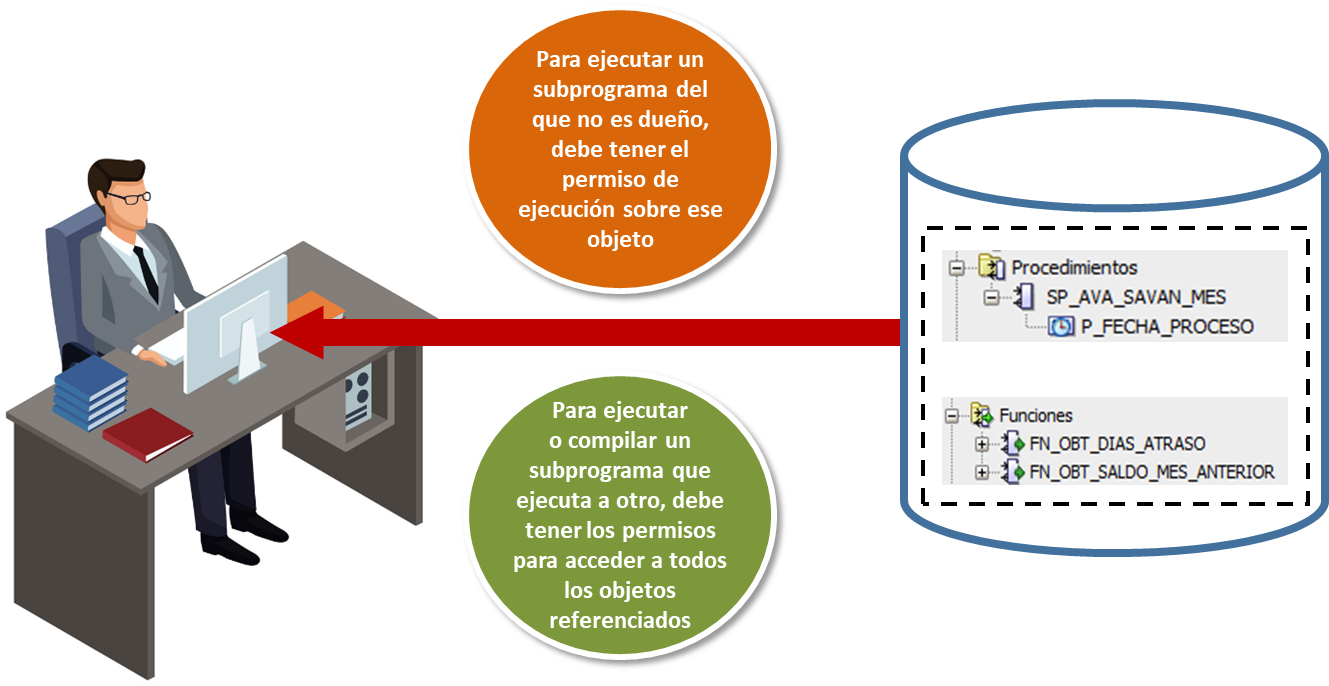 Para ejecutar un
subprograma del
que no es dueño,
debe tener el
permiso de
ejecución sobre ese
objeto
Para ejecutar
o compilar un
subprograma que
ejecuta a otro, debe
tener los permisos
para acceder a todos
los objetos
referenciados
Procedimientos
SP_AVA_SAVAN_MES
P_FECHA_PROCESO
Funciones
FN_OBT_DIAS_ATRASO
FN_OBT_SALDO_MES_ANTERIOR